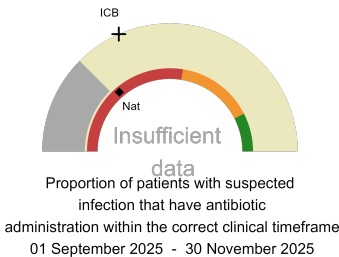 ICB
Nat
Insufficient
data
Proportion of patients with suspected
infection that have antibiotic
administration within the correct clinical timeframe
01 September 2025 - 30 November 2025